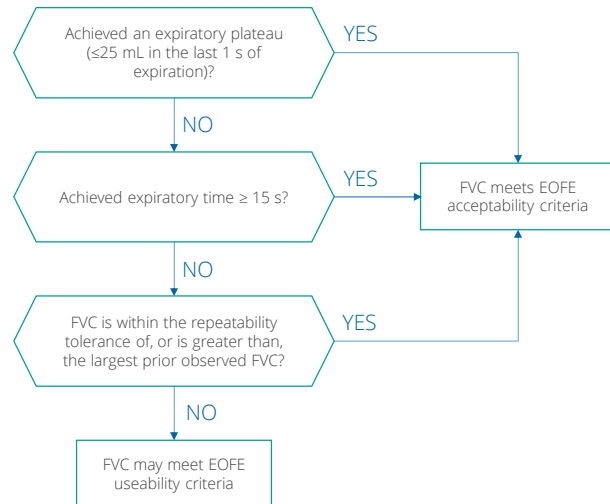 Achieved an expiratory plateau
(≤25 mL in the last 1 s of
expiration)?
YES
NO
Achieved expiratory time ≥ 15 s?
YES
FVC meets EOFE
acceptability criteria
NO
FVC is within the repeatability
tolerance of, or is greater than,
the largest prior observed FVC?
YES
NO
FVC may meet EOFE
useability criteria